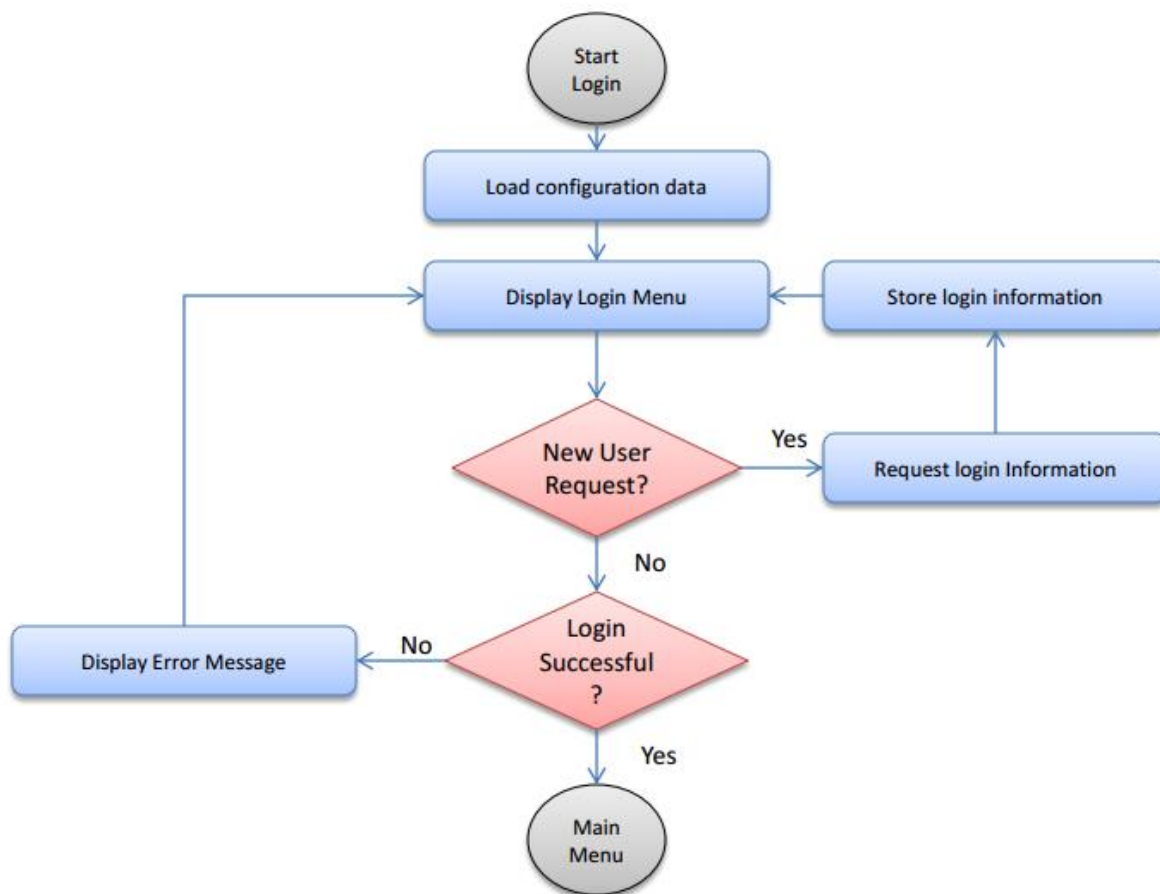 Start
Login
Load configuration data
Display Login Menu
Store login information
New User
Request?
Yes
Request login Information
No
Login
Successful
?
No
Display Error Message
Yes
Main
Menu